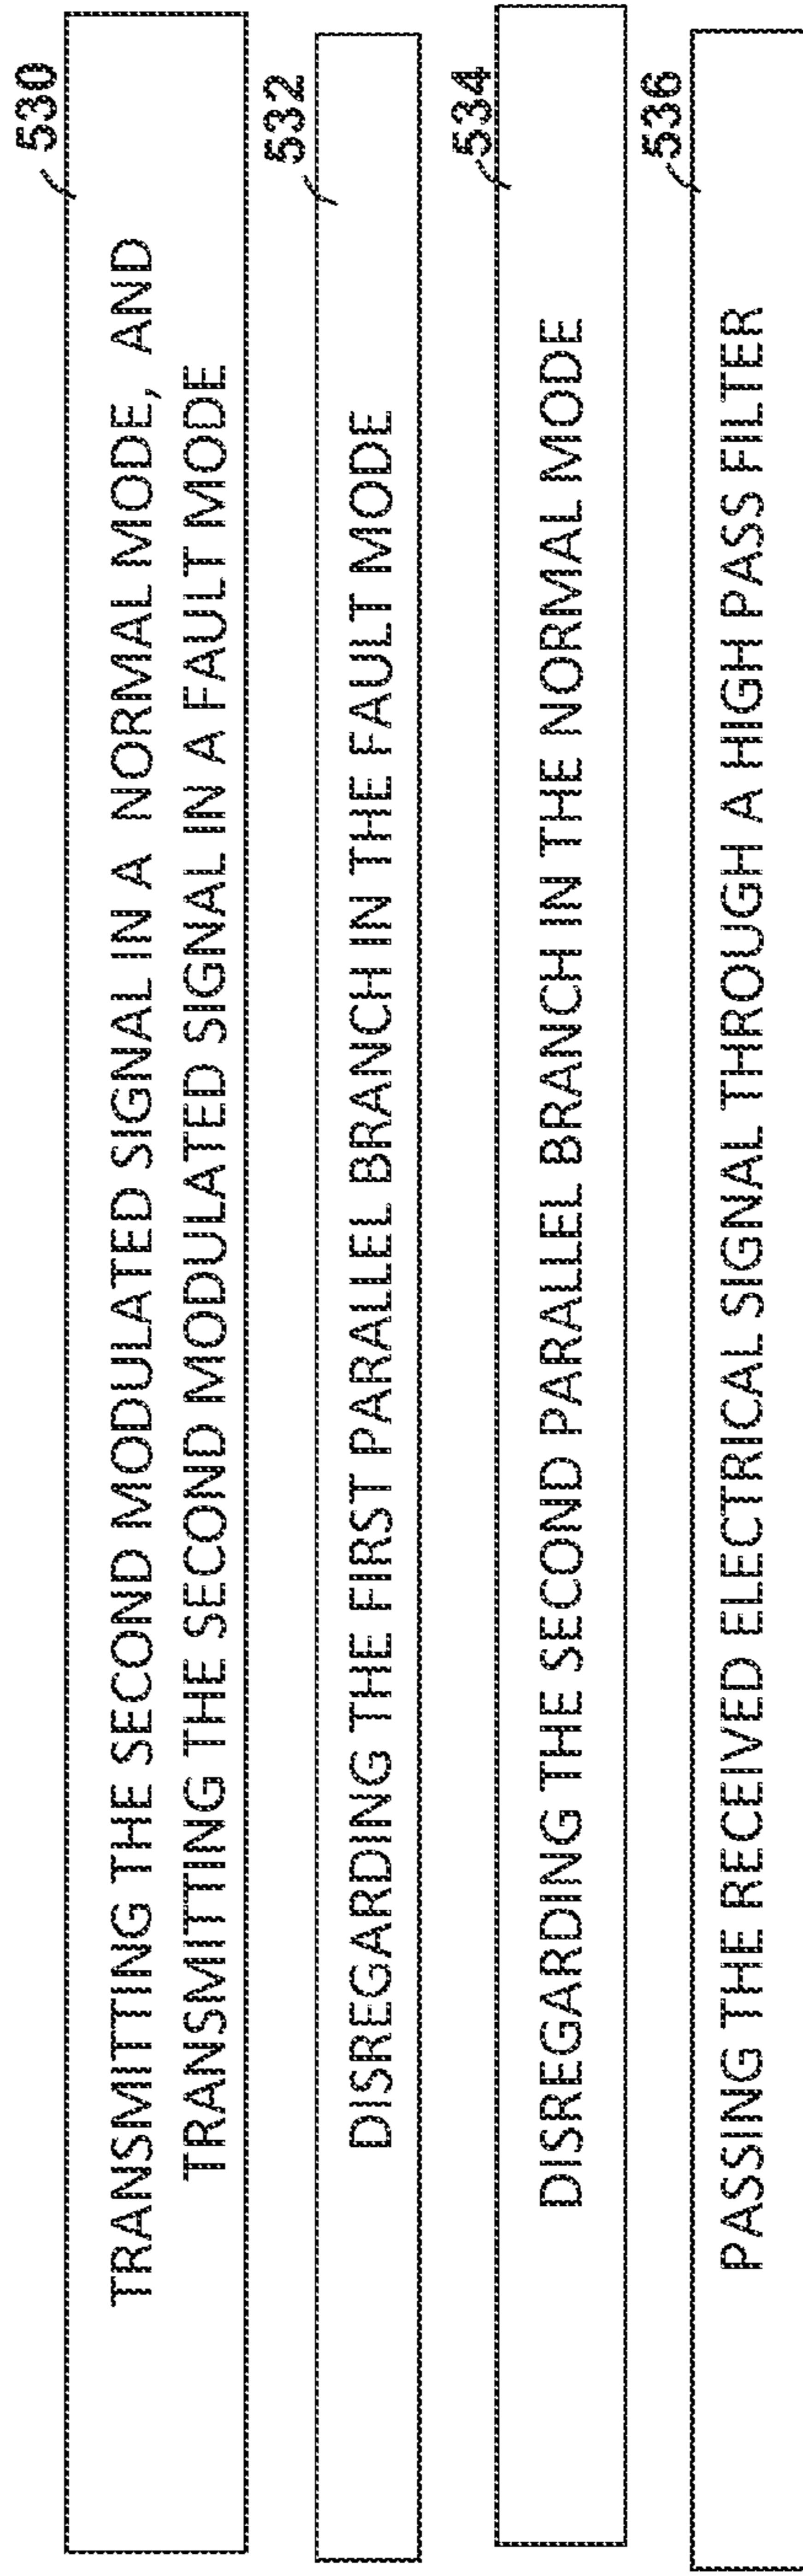 530
TRANSMITTING THE SECOND MODULATED SIGNAL IN A NORMAL MODE, AND
TRANSMITTING THE SECOND MODULATED SIGNAL IN A FAULT MODE
532
DISREGARDING THE FIRST PARALLEL BRANCH IN THE FAULT MODE
534
DISREGARDING THE SECOND PARALLEL BRANCH IN THE NORMAL MODE
536
PASSING THE RECEIVED ELECTRICAL SIGNAL THROUGH A HIGH PASS FILTER